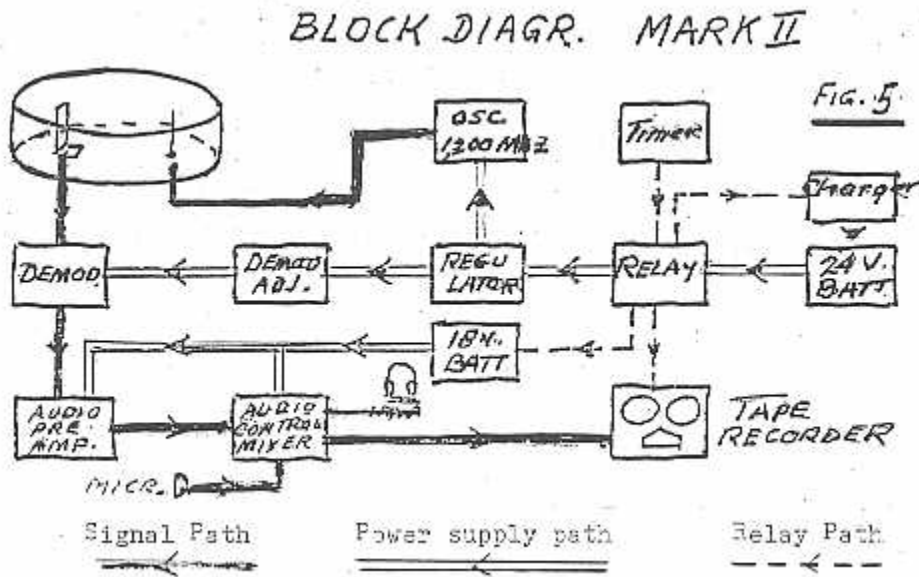 BLOCK DIAGR. MARK II
FIG. 5
OSC
1200 MHZ
Timer
Charger
DEMOD.
DEMOD
ADJ.
REGU
LATOR
RELAY
24 V.
BATT.
18 V.
BATT
AUDIO
PRE-
AMP.
AUDIO
CONTROL
MIXER
TAPE
RECORDER
MICR.
Signal Path
Power supply path
Relay Path